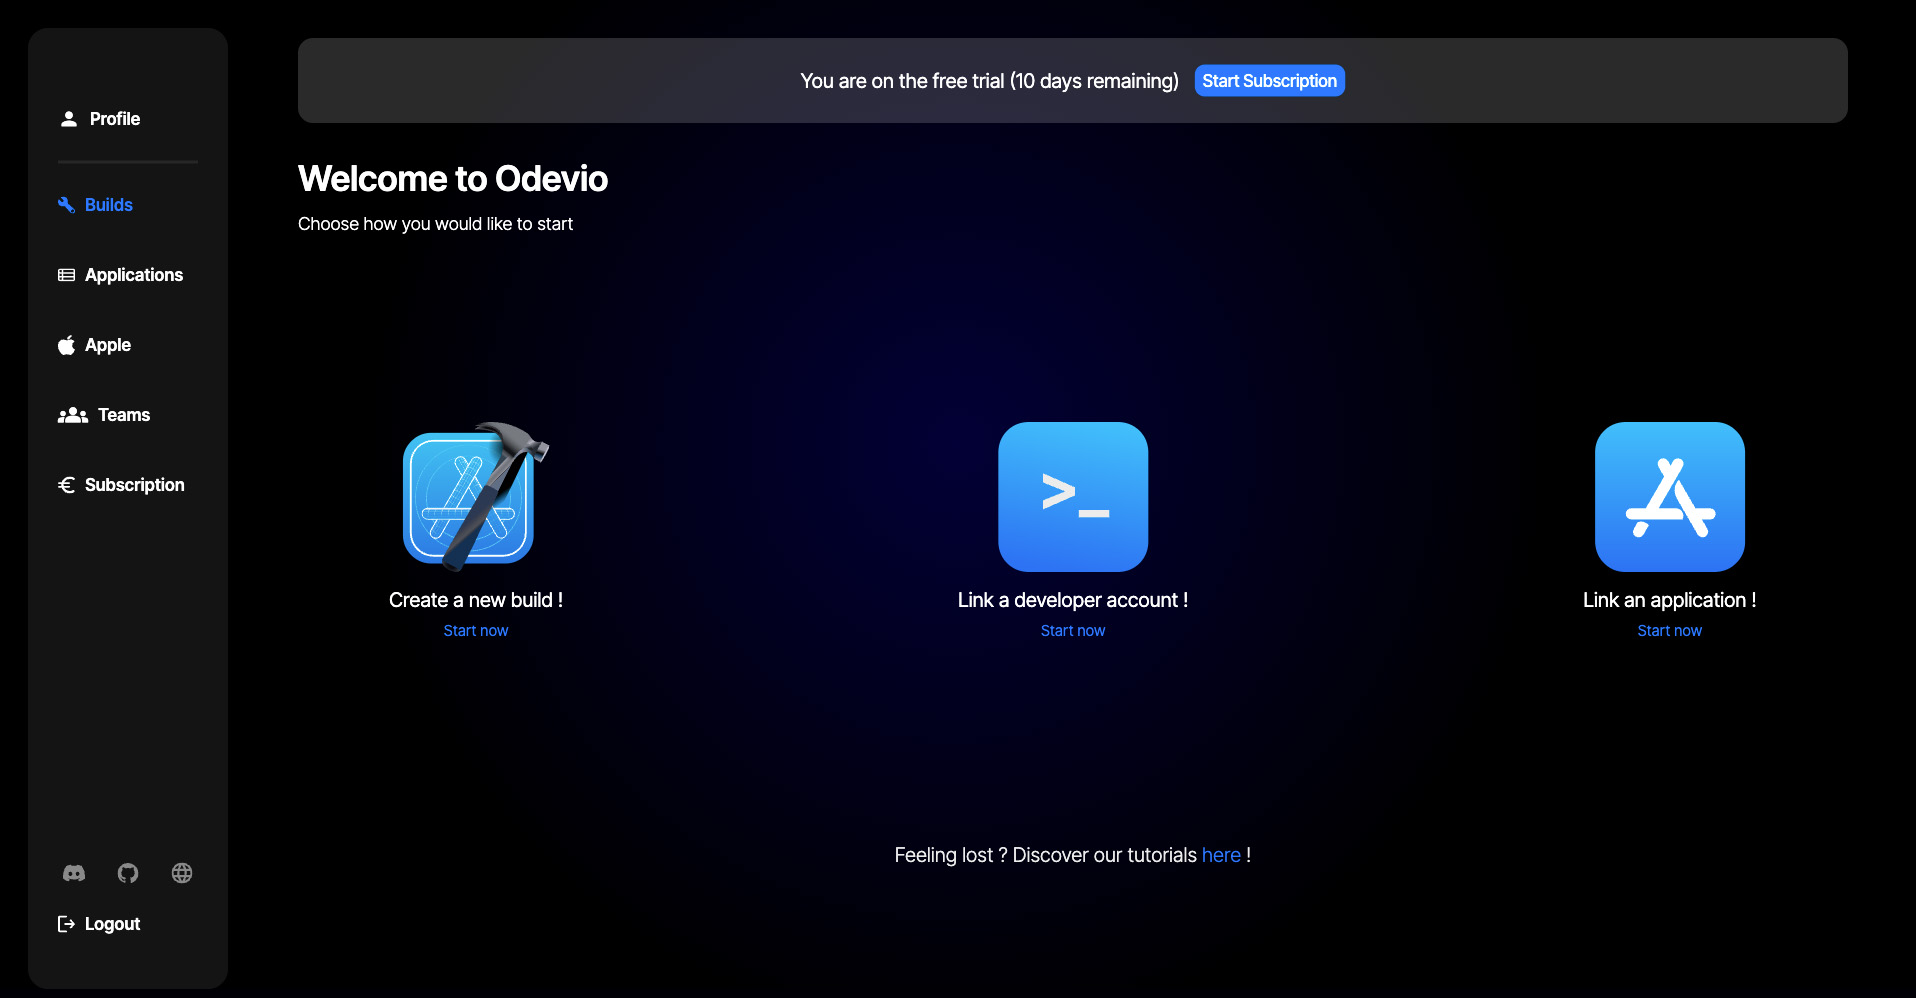 Profile
Builds
Applications
Apple
Teams
Subscription
Logout
You are on the free trial (10 days remaining) Start Subscription
Welcome to Odevio
Choose how you would like to start
>_
Create a new build !
Start now
Link a developer account !
Start now
Link an application !
Start now
Feeling lost ? Discover our tutorials here !